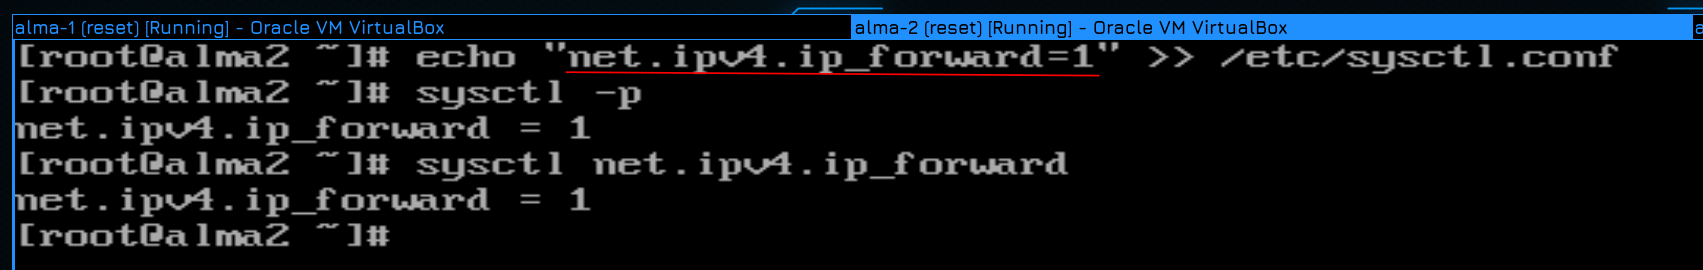 alma-1 (reset) [Running] - Oracle VM VirtualBox
alma-2 (reset) [Running] - Oracle VM VirtualBox
[root@alma2 ~]# echo "net.ipv4.ip_forward=1" >> /etc/sysctl.conf
[root@alma2 ~]# sysctl -p
net.ipv4.ip_forward = 1
[root@alma2 ~]# sysctl net.ipv4.ip_forward
net.ipv4.ip_forward = 1
[root@alma2 ~]#